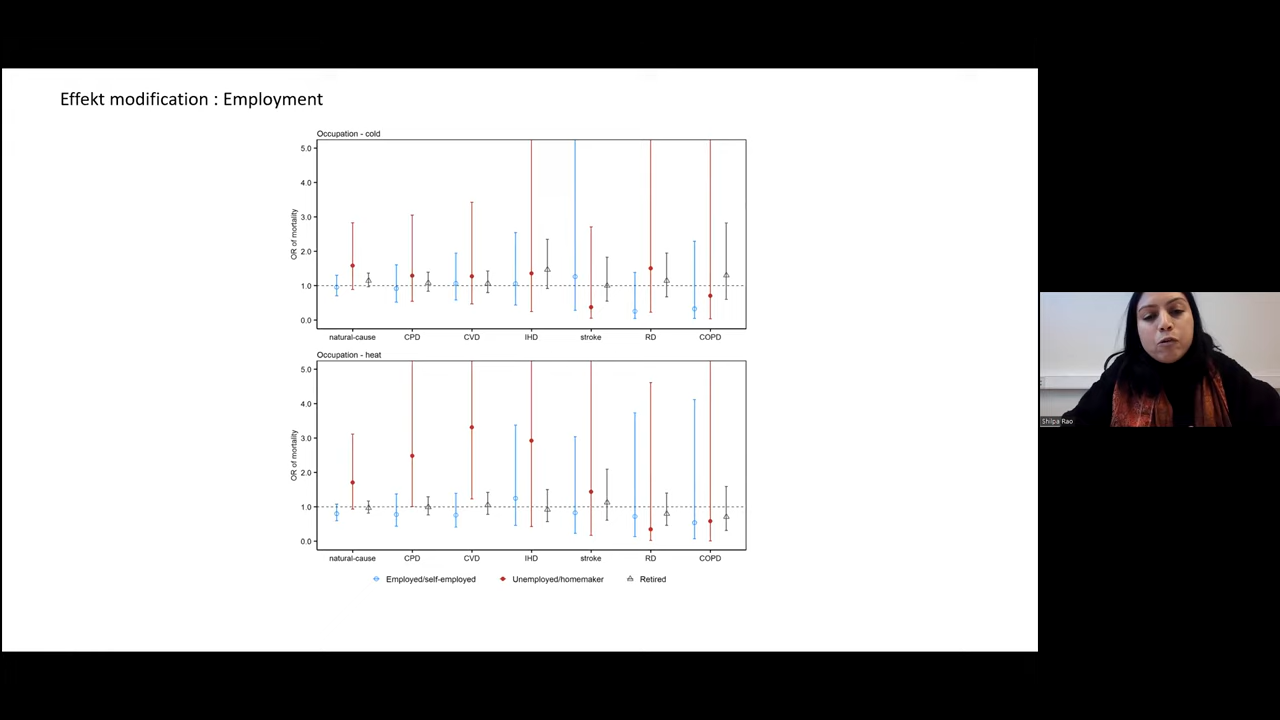 Effekt modification : Employment
Occupation - cold
OR of mortality
5.0
4.0
3.0
2.0
1.0
0.0
natural-cause CPD CVD IHD stroke RD COPD
Occupation - heat
OR of mortality
5.0
4.0
3.0
2.0
1.0
0.0
natural-cause CPD CVD IHD stroke RD COPD
Employed/self-employed Unemployed/homemaker Retired
Shilpa Rao